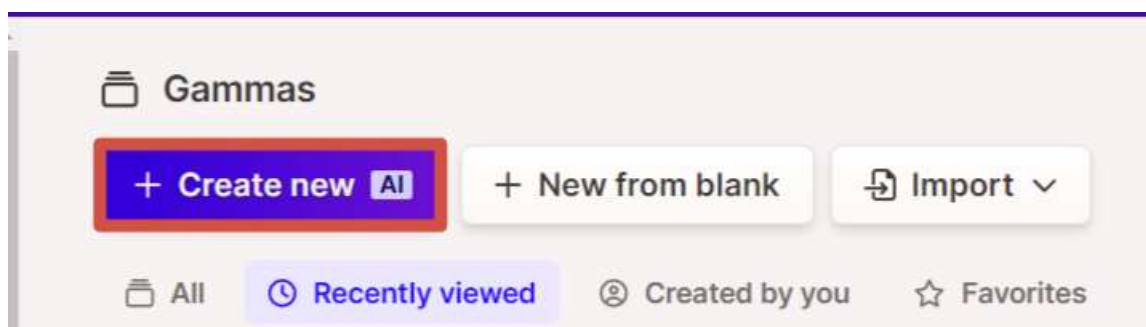 Gammas
+ Create new AI + New from blank Import
All Recently viewed Created by you Favorites